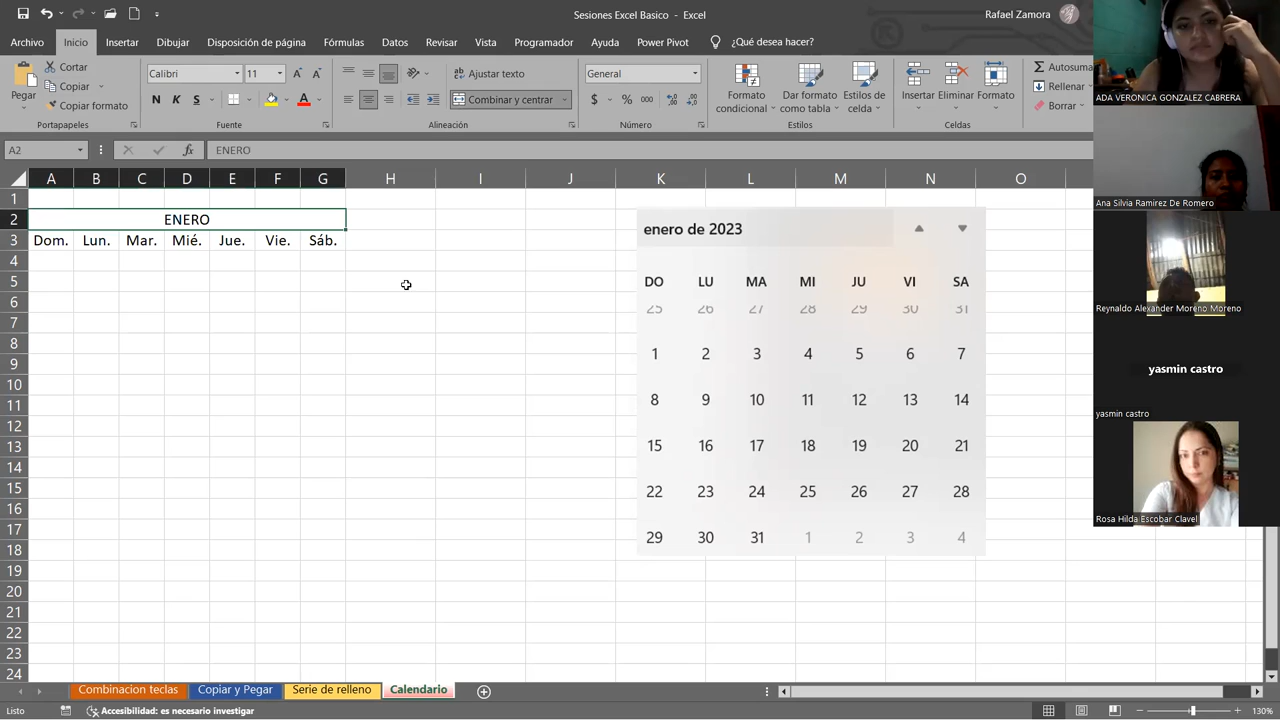 Sesiones Excel Basico - Excel
Rafael Zamora
Archivo Inicio Insertar Dibujar Disposición de página Fórmulas Datos Revisar Vista Programador Ayuda Power Pivot ¿Qué desea hacer?
Pegar
Cortar
Copiar
Copiar formato
Portapapeles
Calibri 11
N K S
Fuente
Ajustar texto
Combinar y centrar
Alineación
General
$ % 000
Número
Formato condicional
Dar formato como tabla
Estilos de celda
Estilos
Insertar Eliminar Formato
Celdas
Autosuma
Rellenar
Borrar
A2 fx ENERO
A B C D E F G H I J K L M N O
1
2 ENERO
3 Dom. Lun. Mar. Mié. Jue. Vie. Sáb.
4
5
6
7
8
9
10
11
12
13
14
15
16
17
18
19
20
21
22
23
24
enero de 2023
DO LU MA MI JU VI SA
25 26 27 28 29 30 31
1 2 3 4 5 6 7
8 9 10 11 12 13 14
15 16 17 18 19 20 21
22 23 24 25 26 27 28
29 30 31 1 2 3 4
ADA VERONICA GONZALEZ CABRERA
Ana Silvia Ramirez De Romero
Reynaldo Alexander Moreno Moreno
yasmin castro
yasmin castro
Rosa Hilda Escobar Clavel
Combinacion teclas Copiar y Pegar Serie de relleno Calendario
Listo Accesibilidad: es necesario investigar 130%